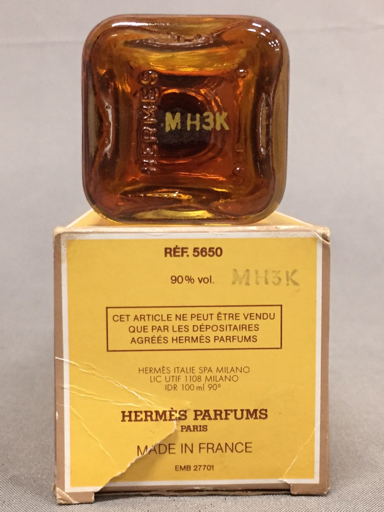 HERMÈS
MH3K
RÉF. 5650
90% vol. MH3K
CET ARTICLE NE PEUT ÊTRE VENDU
QUE PAR LES DÉPOSITAIRES
AGRÉÉS HERMÈS PARFUMS
HERMÈS ITALIE SPA MILANO
LIC UTIF 1108 MILANO
IDR 100 ml 90°
HERMÈS PARFUMS
PARIS
MADE IN FRANCE
EMB 27701